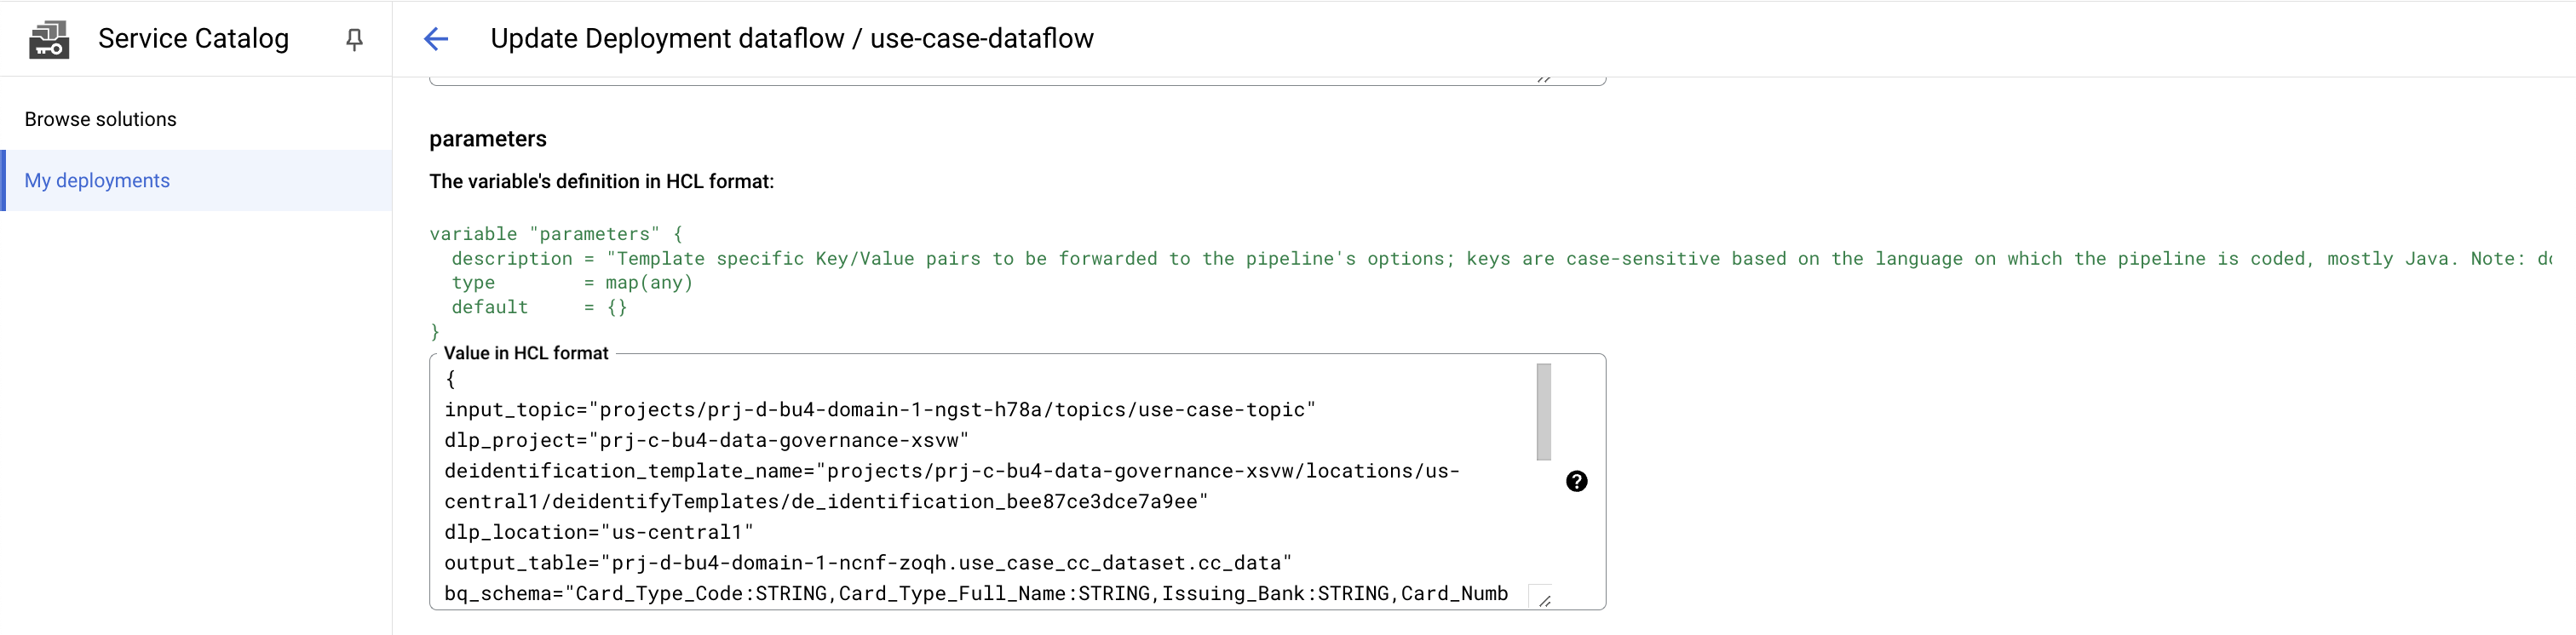 Service Catalog
Update Deployment dataflow / use-case-dataflow
Browse solutions
My deployments
parameters
The variable's definition in HCL format:
variable "parameters" {
  description = "Template specific Key/Value pairs to be forwarded to the pipeline's options; keys are case-sensitive based on the language on which the pipeline is coded, mostly Java. Note:
  type        = map(any)
  default     = {}
}
Value in HCL format
{
input_topic="projects/prj-d-bu4-domain-1-ngst-h78a/topics/use-case-topic"
dlp_project="prj-c-bu4-data-governance-xsvw"
deidentification_template_name="projects/prj-c-bu4-data-governance-xsvw/locations/us-
central1/deidentifyTemplates/de_identification_bee87ce3dce7a9ee"
dlp_location="us-central1"
output_table="prj-d-bu4-domain-1-ncnf-zoqh.use_case_cc_dataset.cc_data"
bq_schema="Card_Type_Code:STRING,Card_Type_Full_Name:STRING,Issuing_Bank:STRING,Card_Numb
?